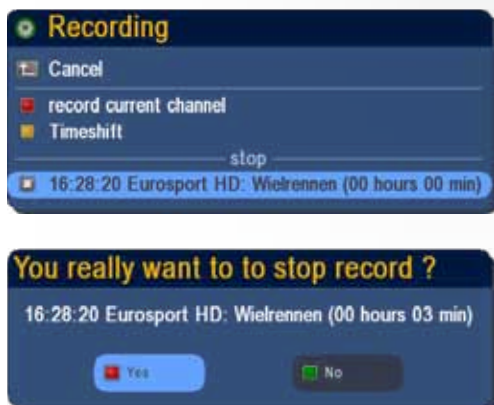 Recording
Cancel
record current channel
Timeshift
stop
16:28:20 Eurosport HD: Wielrennen (00 hours 00 min)
You really want to to stop record ?
16:28:20 Eurosport HD: Wielrennen (00 hours 03 min)
Yes No